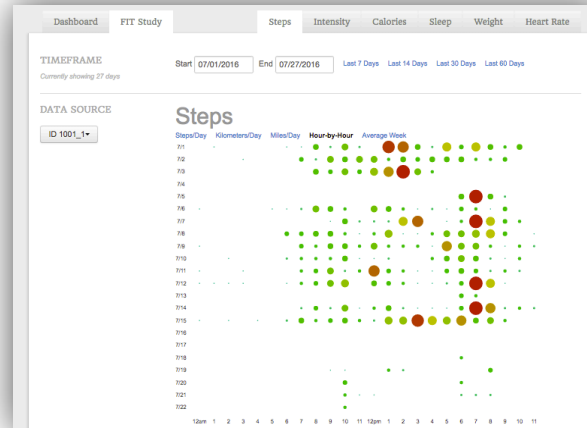 Dashboard FIT Study Steps Intensity Calories Sleep Weight Heart Rate
TIMEFRAME
Currently showing 27 days
Start 07/01/2016 End 07/27/2016 Last 7 Days Last 14 Days Last 30 Days Last 60 Days
DATA SOURCE
ID 1001_1
Steps
Steps/Day Kilometers/Day Miles/Day Hour-by-Hour Average Week
7/1
7/2
7/3
7/4
7/5
7/6
7/7
7/8
7/9
7/10
7/11
7/12
7/13
7/14
7/15
7/16
7/17
7/18
7/19
7/20
7/21
7/22
12am 1 2 3 4 5 6 7 8 9 10 11 12pm 1 2 3 4 5 6 7 8 9 10 11